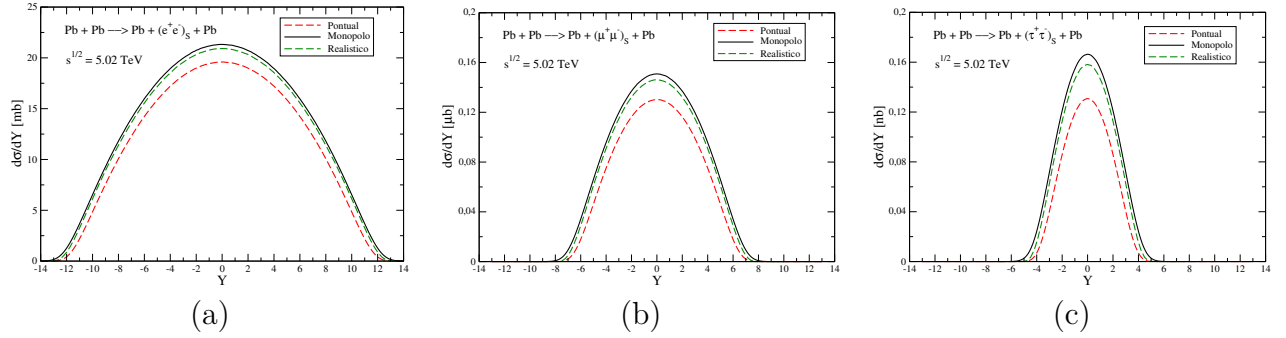 Pb + Pb —> Pb + (e⁺e⁻)ₛ + Pb
s^1/2 = 5.02 TeV
Pontual
Monopolo
Realistico
dσ/dY [mb]
25
20
15
10
5
0
-14 -12 -10 -8 -6 -4 -2 0 2 4 6 8 10 12 14
Y
(a)
Pb + Pb —> Pb + (μ⁺μ⁻)ₛ + Pb
s^1/2 = 5.02 TeV
Pontual
Monopolo
Realistico
dσ/dY [μb]
0,2
0,16
0,12
0,08
0,04
0
-14 -12 -10 -8 -6 -4 -2 0 2 4 6 8 10 12 14
Y
(b)
Pb + Pb —> Pb + (τ⁺τ⁻)ₛ + Pb
s^1/2 = 5.02 TeV
Pontual
Monopolo
Realistico
dσ/dY [nb]
0,2
0,16
0,12
0,08
0,04
0
-14 -12 -10 -8 -6 -4 -2 0 2 4 6 8 10 12 14
Y
(c)